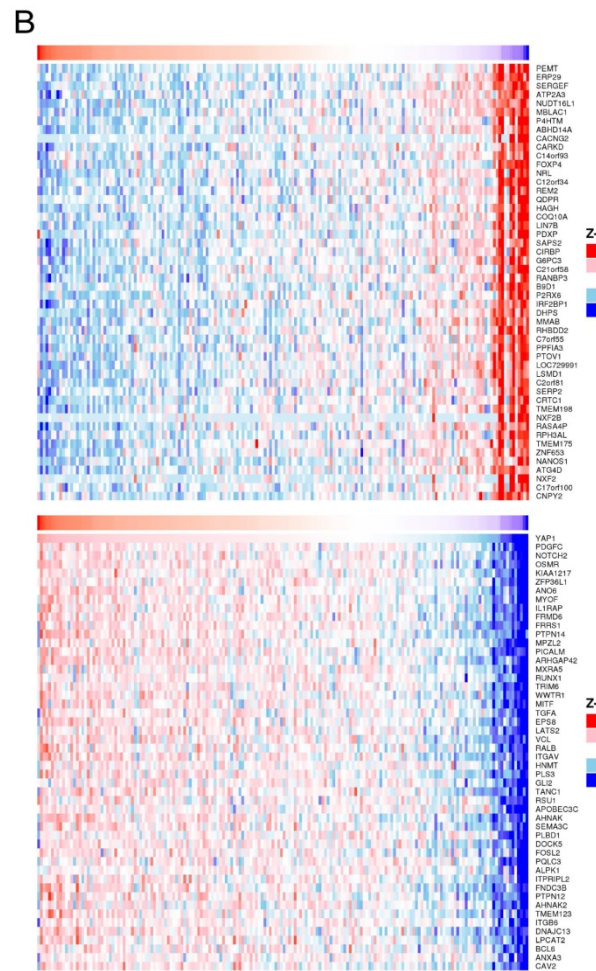 B
PEMT
ERP29
SERGEF
ATP2A3
NUDT16L1
MBLAC1
P4HTM
ABHD14A
CACNG2
CARKD
C14orf93
FOXP4
NRL
C12orf34
REM2
QDPR
HAGH
COQ10A
LIN7B
PDXP
SAPS2
CIRBP
G6PC3
C21orf58
RANBP3
B9D1
P2RX6
IRF2BP1
DHPS
MMAB
RHBDD2
C7orf55
PPFIA3
PTOV1
LOC729991
LSMD1
C2orf81
SERP2
CRTC1
TMEM198
NXF2B
RASA4P
RPH3AL
TMEM175
ZNF653
NANOS1
ATG4D
NXF2
C17orf100
CNPY2
Z-
YAP1
PDGFC
NOTCH2
OSMR
KIAA1217
ZFP36L1
ANO6
MYOF
IL1RAP
FRMD6
FRRS1
PTPN14
MPZL2
PICALM
ARHGAP42
MXRA5
RUNX1
TRIM6
WWTR1
MITF
TGFA
EPS8
LATS2
VCL
RALB
ITGAV
HNMT
PLS3
GLI2
TANC1
RSU1
APOBEC3C
AHNAK
SEMA3C
PLBD1
DOCK5
FOSL2
PQLC3
ALPK1
ITPRIPL2
FNDC3B
PTPN12
AHNAK2
TMEM123
ITGB6
DNAJC13
LPCAT2
BCL6
ANXA3
CAV2
Z-